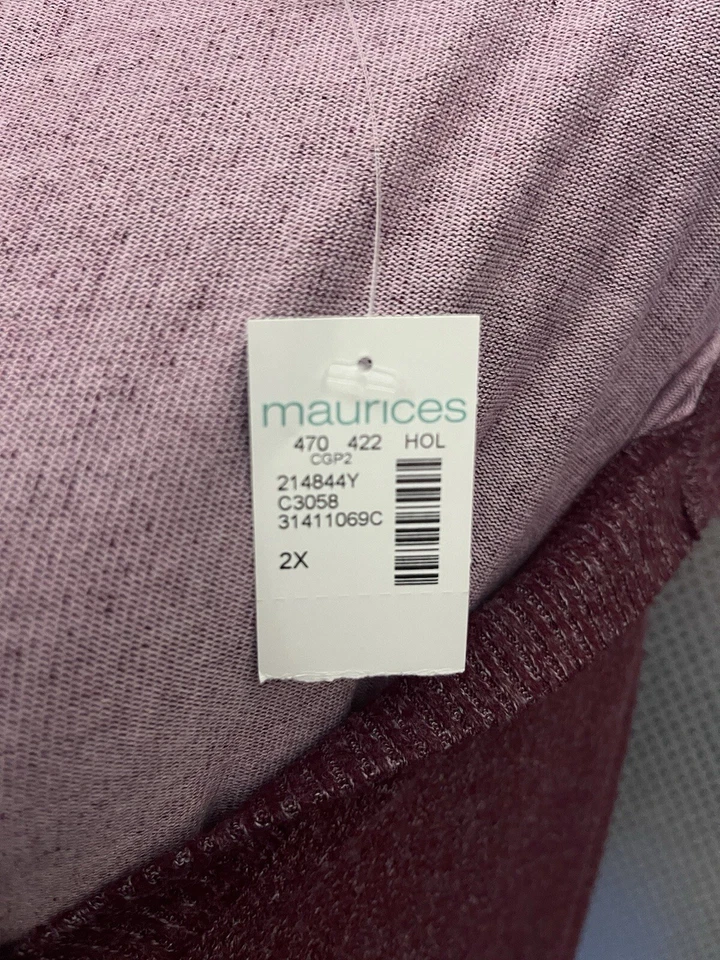 maurices
470 422 HOL
CGP2
214844Y
C3058
31411069C
2X